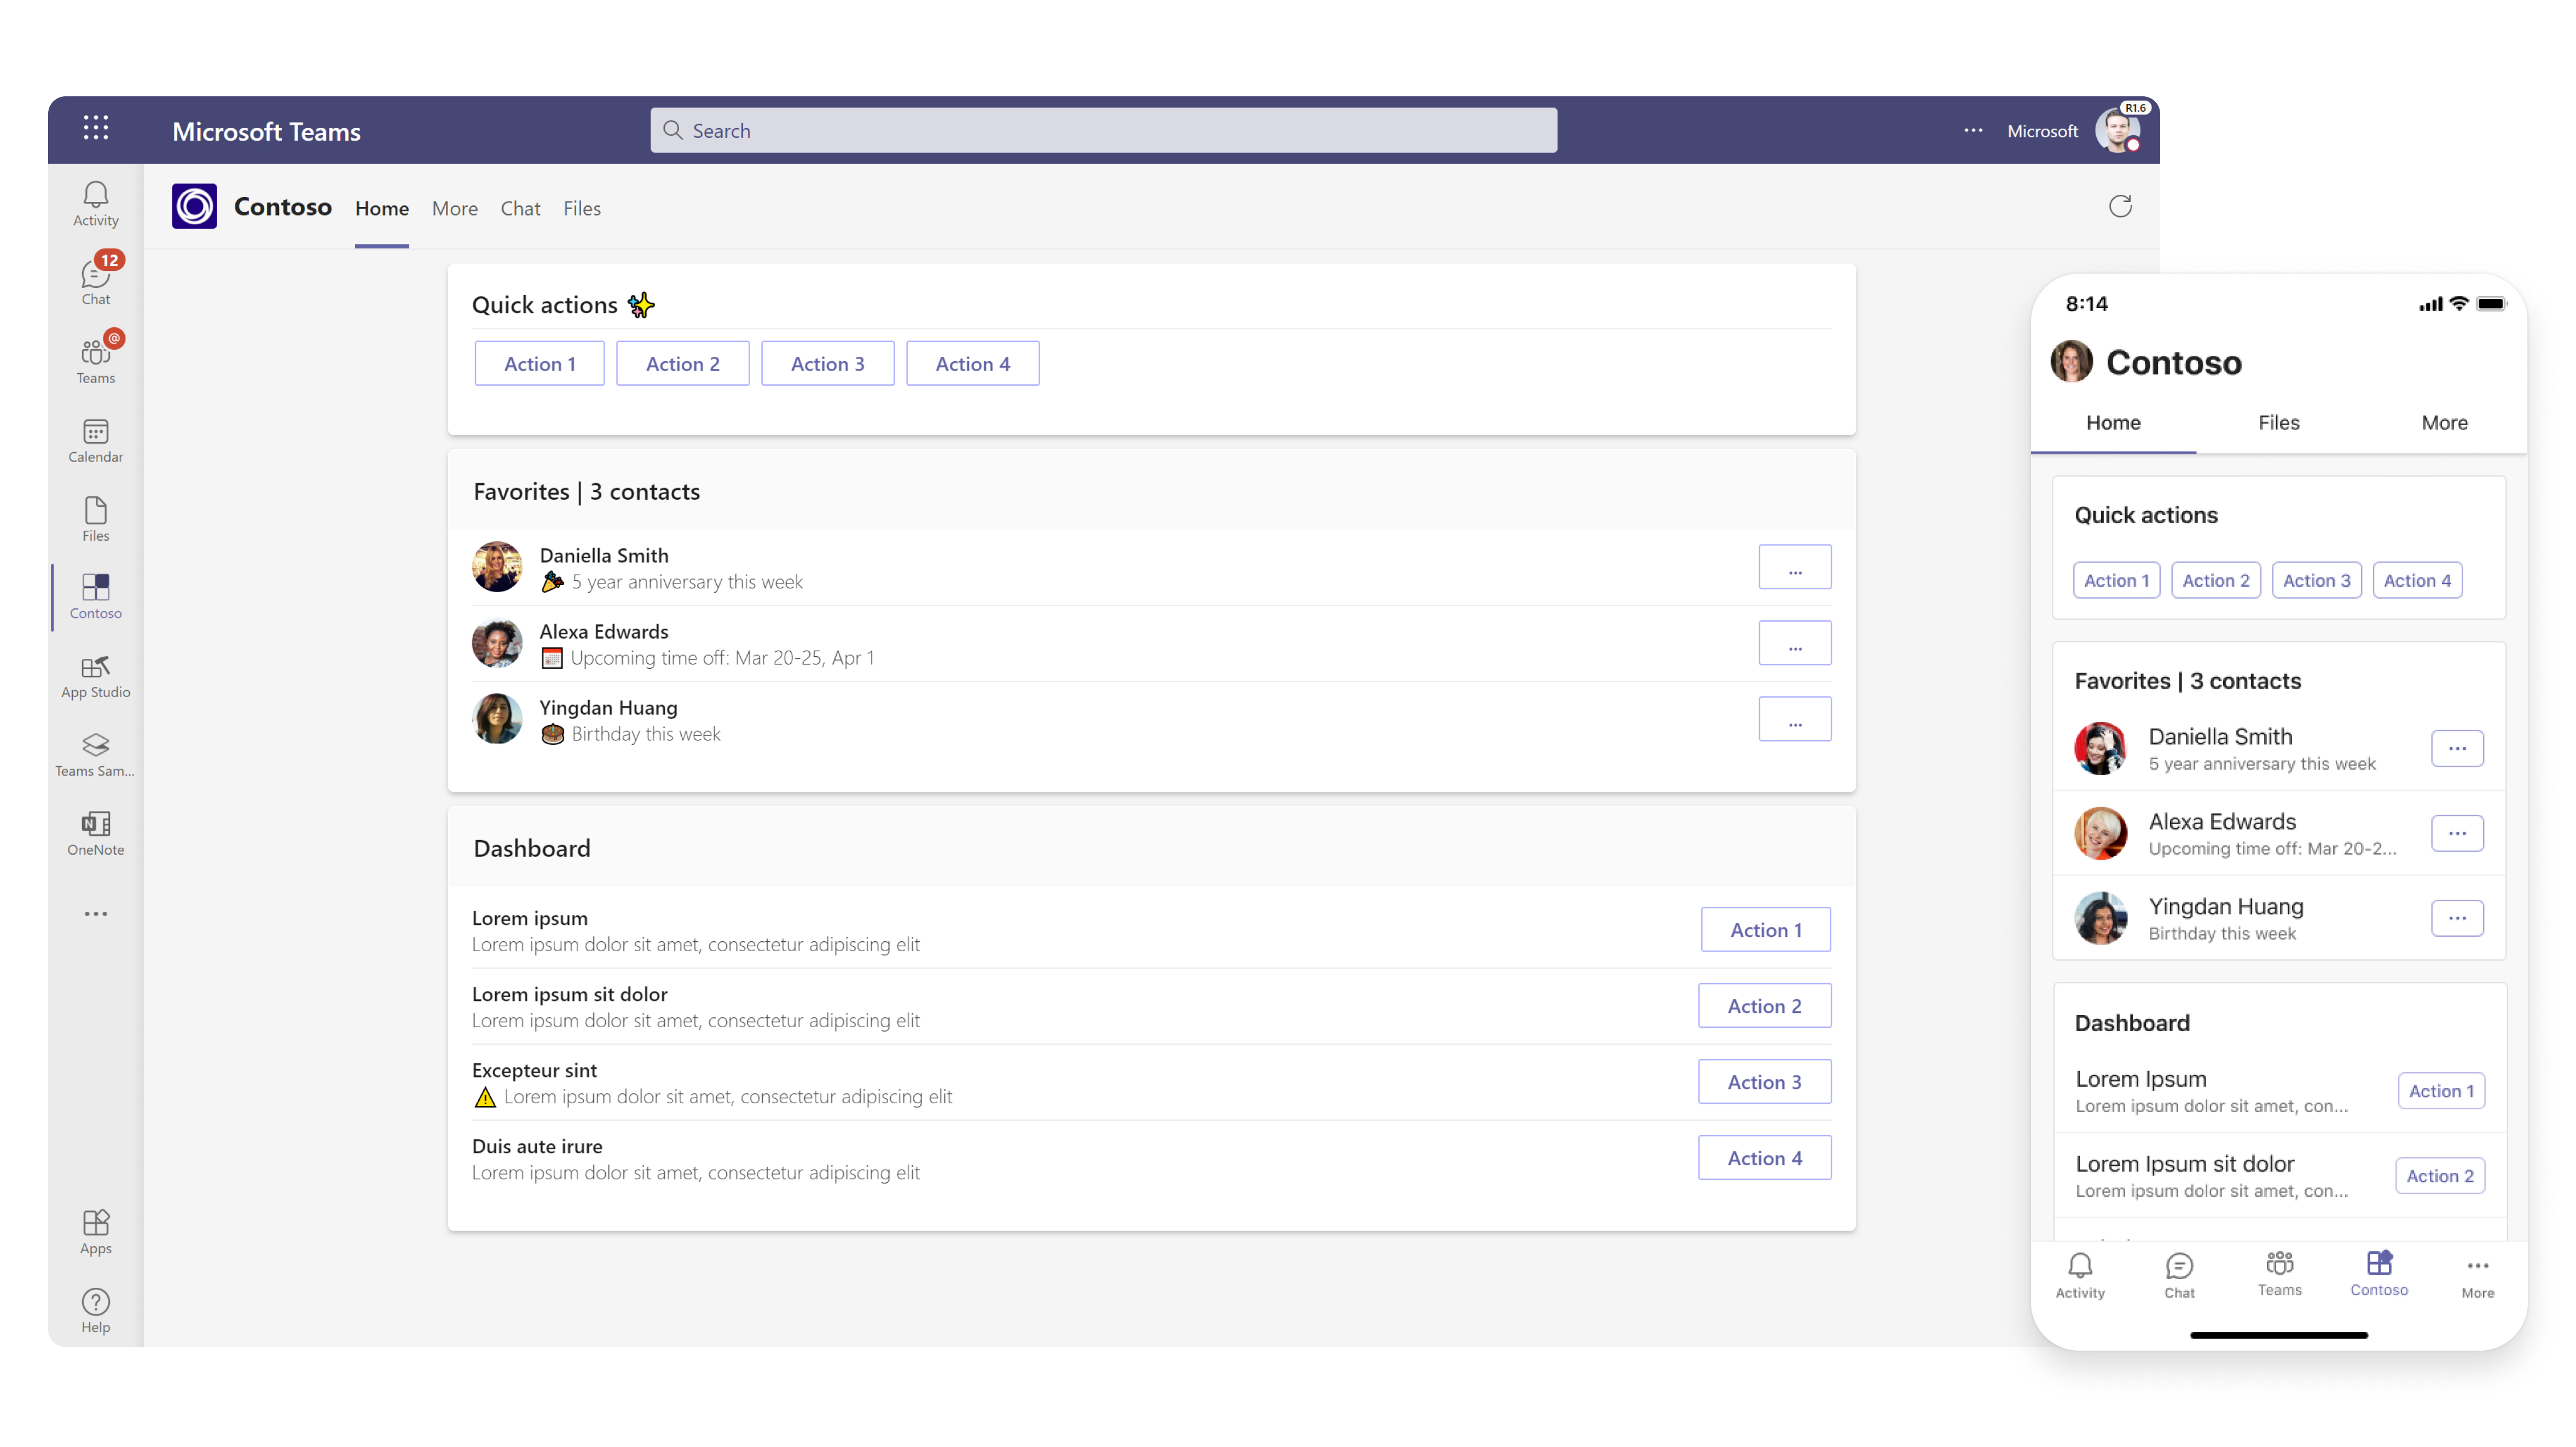 Microsoft Teams
Search
...
Microsoft
R1.6
Activity
12
Chat
@
Teams
Calendar
Files
Contoso
App Studio
Teams Sam...
N
OneNote
Apps
?
Help
Contoso
Home
More
Chat
Files
Quick actions ✨
Action 1
Action 2
Action 3
Action 4
Favorites | 3 contacts
Daniella Smith
🎉 5 year anniversary this week
...
Alexa Edwards
📅 Upcoming time off: Mar 20-25, Apr 1
...
Yingdan Huang
🎂 Birthday this week
...
Dashboard
Lorem ipsum
Lorem ipsum dolor sit amet, consectetur adipiscing elit
Action 1
Lorem ipsum sit dolor
Lorem ipsum dolor sit amet, consectetur adipiscing elit
Action 2
Excepteur sint
⚠ Lorem ipsum dolor sit amet, consectetur adipiscing elit
Action 3
Duis aute irure
Lorem ipsum dolor sit amet, consectetur adipiscing elit
Action 4
8:14
Contoso
Home
Files
More
Quick actions
Action 1
Action 2
Action 3
Action 4
Favorites | 3 contacts
Daniella Smith
5 year anniversary this week
...
Alexa Edwards
Upcoming time off: Mar 20-2...
...
Yingdan Huang
Birthday this week
...
Dashboard
Lorem Ipsum
Lorem ipsum dolor sit amet, con...
Action 1
Lorem Ipsum sit dolor
Lorem ipsum dolor sit amet, con...
Action 2
Activity
Chat
Teams
Contoso
More